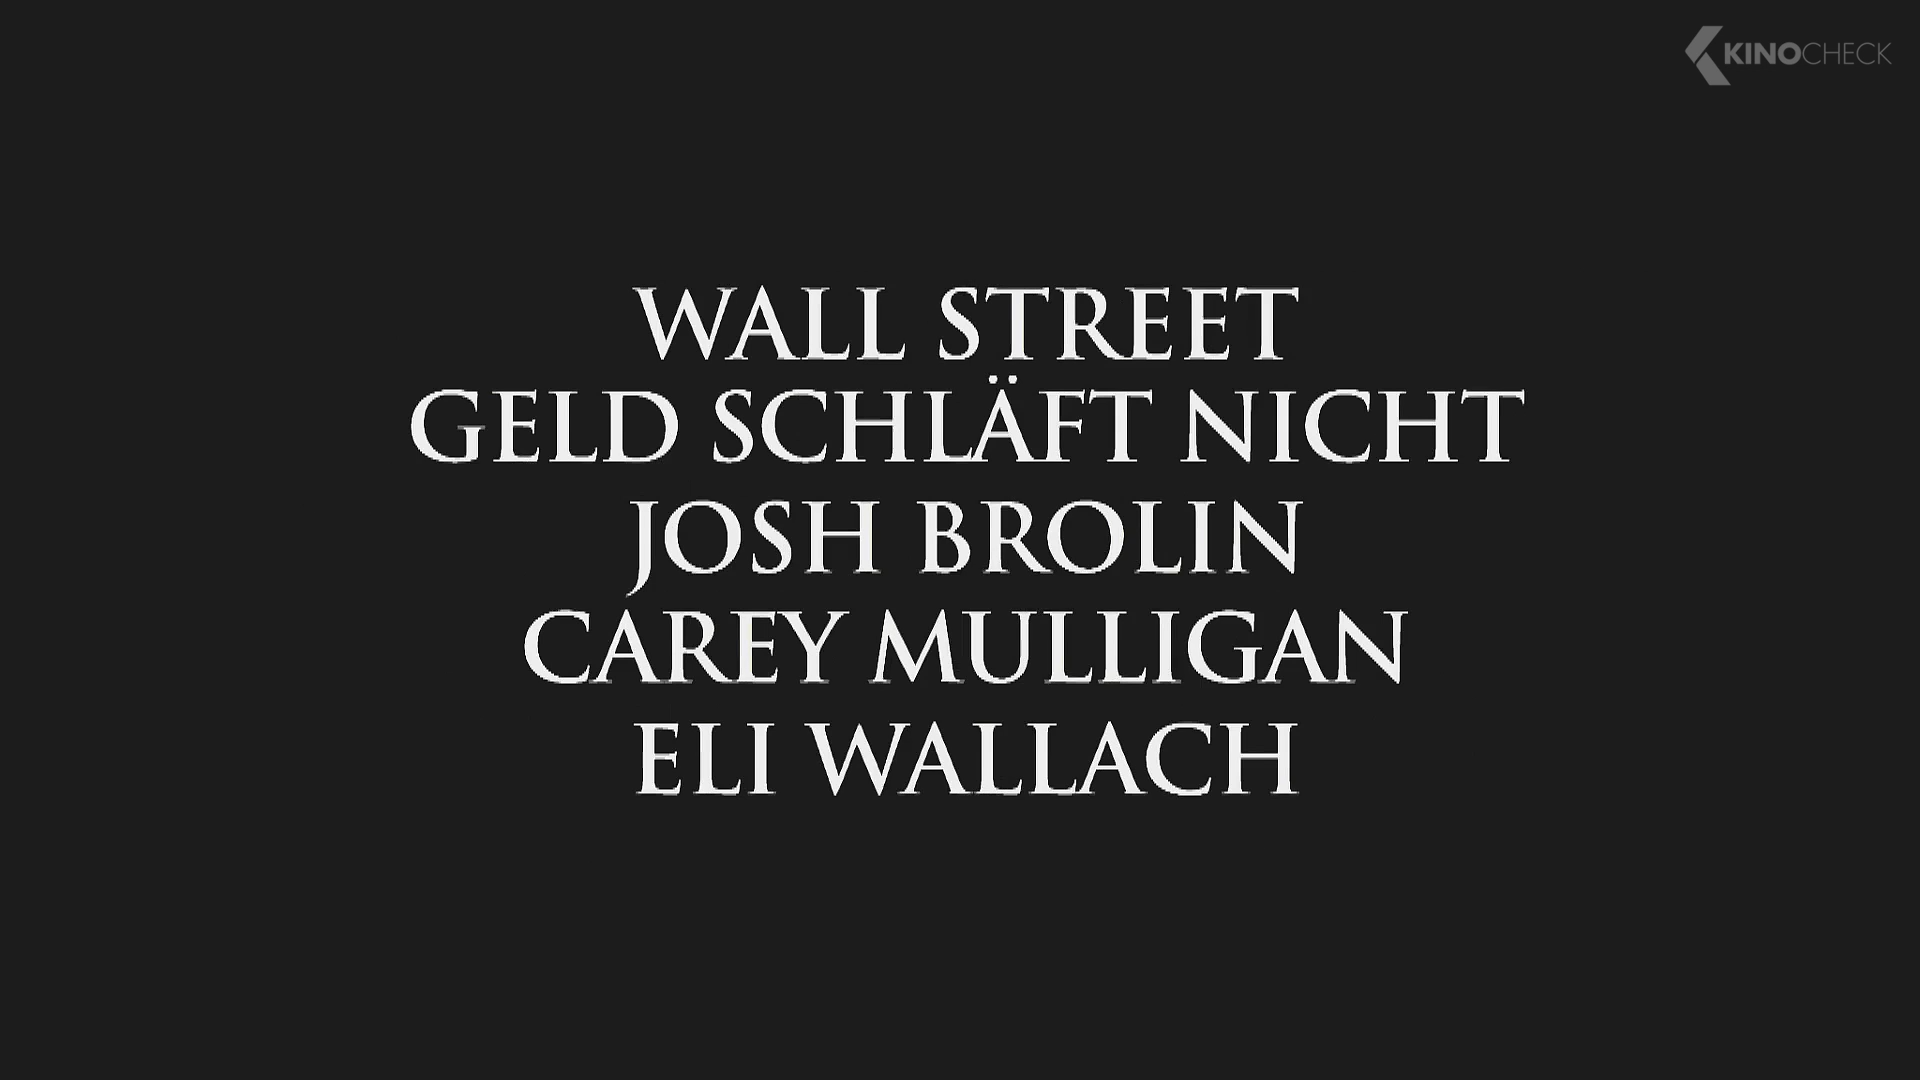 KINOCHECK
WALL STREET
GELD SCHLÄFT NICHT
JOSH BROLIN
CAREY MULLIGAN
ELI WALLACH